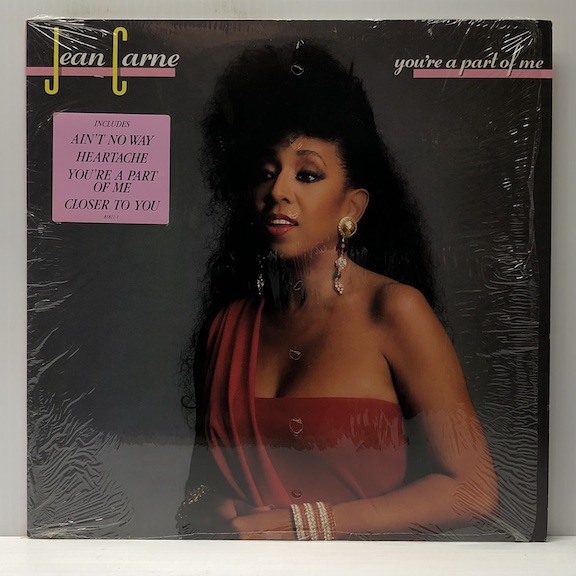 Jean Carne
you're a part of me
INCLUDES
AIN'T NO WAY
HEARTACHE
YOU'RE A PART
OF ME
CLOSER TO YOU